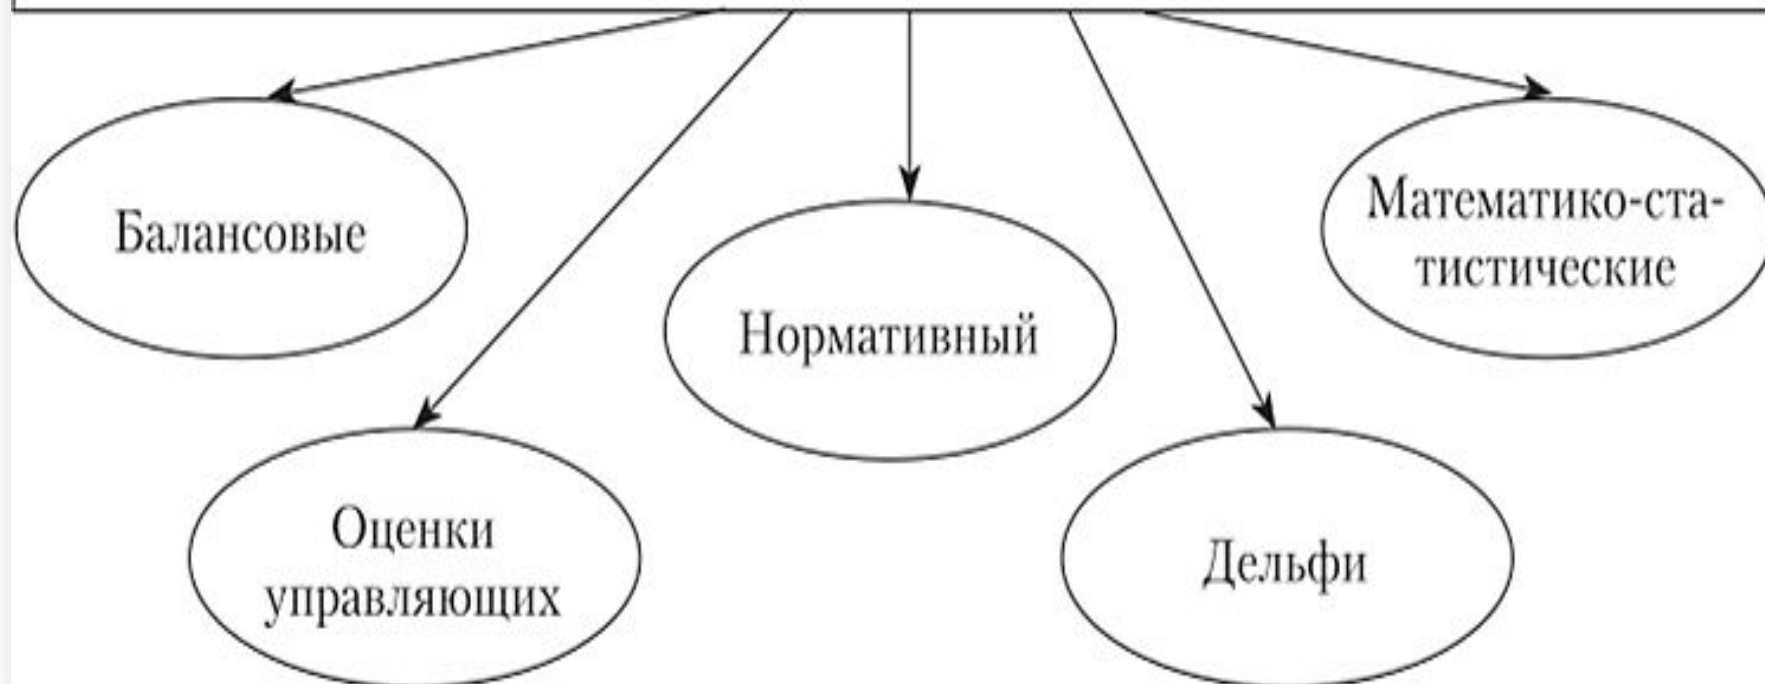 Балансовые
Математико-ста-
тистические
Нормативный
Оценки
управляющих
Дельфи